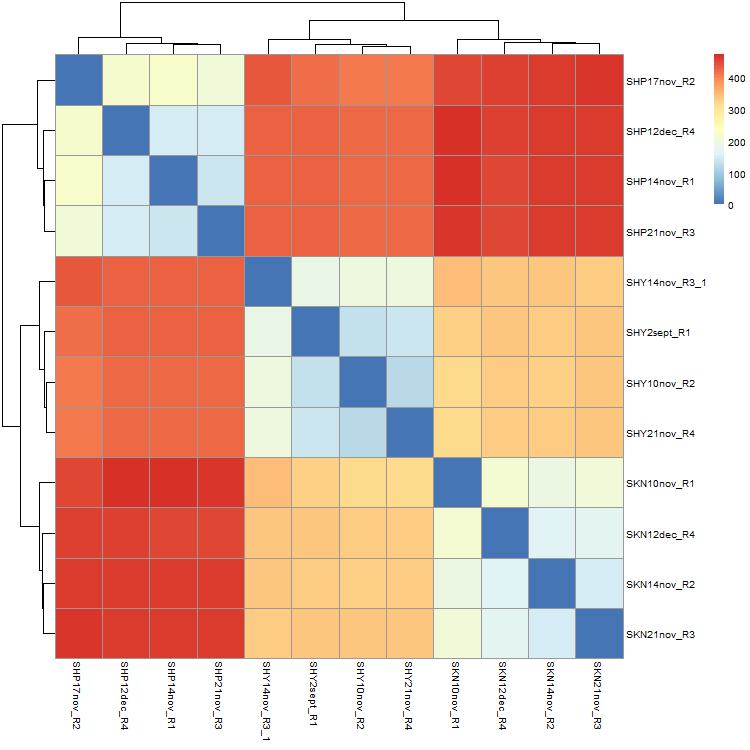 SHP17nov_R2
SHP12dec_R4
SHP14nov_R1
SHP21nov_R3
SHY14nov_R3_1
SHY2sept_R1
SHY10nov_R2
SHY21nov_R4
SKN10nov_R1
SKN12dec_R4
SKN14nov_R2
SKN21nov_R3
400
300
200
100
0
SHP17nov_R2
SHP12dec_R4
SHP14nov_R1
SHP21nov_R3
SHY14nov_R3_1
SHY2sept_R1
SHY10nov_R2
SHY21nov_R4
SKN10nov_R1
SKN12dec_R4
SKN14nov_R2
SKN21nov_R3